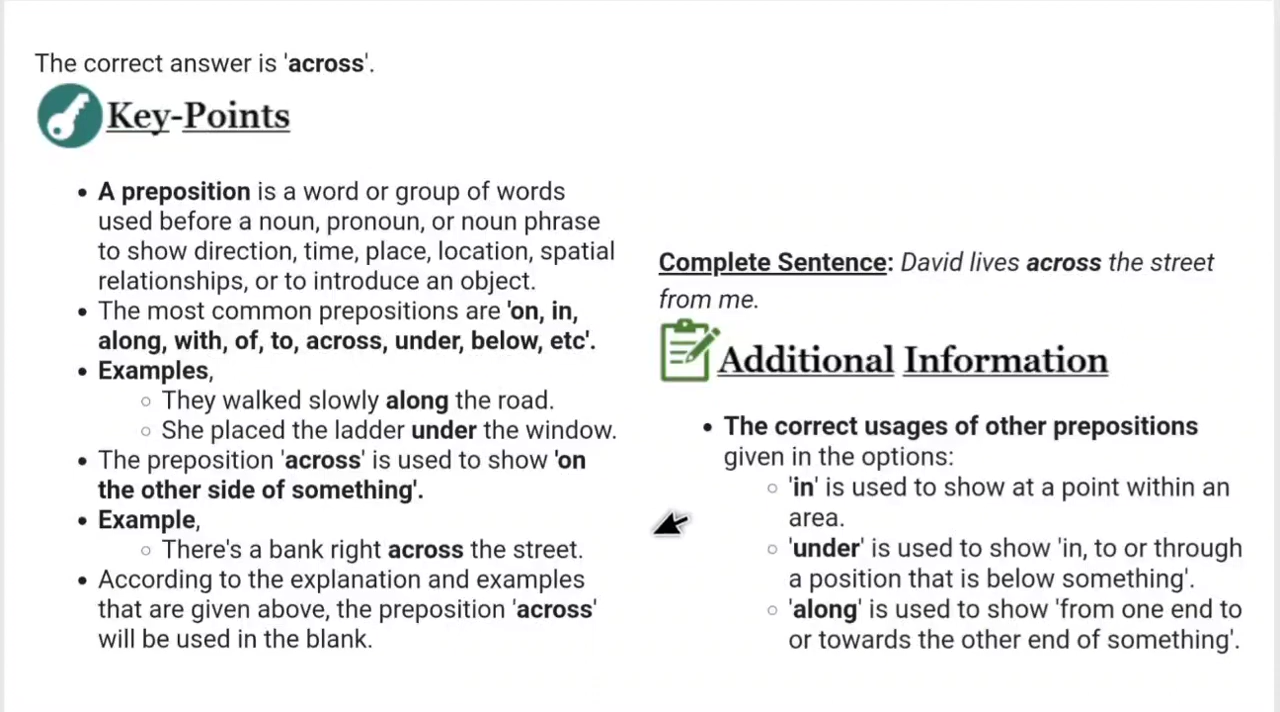 The correct answer is 'across'.
Key-Points
• A preposition is a word or group of words
used before a noun, pronoun, or noun phrase
to show direction, time, place, location, spatial
relationships, or to introduce an object.
• The most common prepositions are 'on, in,
along, with, of, to, across, under, below, etc'.
• Examples,
○ They walked slowly along the road.
○ She placed the ladder under the window.
• The preposition 'across' is used to show 'on
the other side of something'.
• Example,
○ There's a bank right across the street.
• According to the explanation and examples
that are given above, the preposition 'across'
will be used in the blank.
Complete Sentence: David lives across the street
from me.
Additional Information
• The correct usages of other prepositions
given in the options:
○ 'in' is used to show at a point within an
area.
○ 'under' is used to show 'in, to or through
a position that is below something'.
○ 'along' is used to show 'from one end to
or towards the other end of something'.